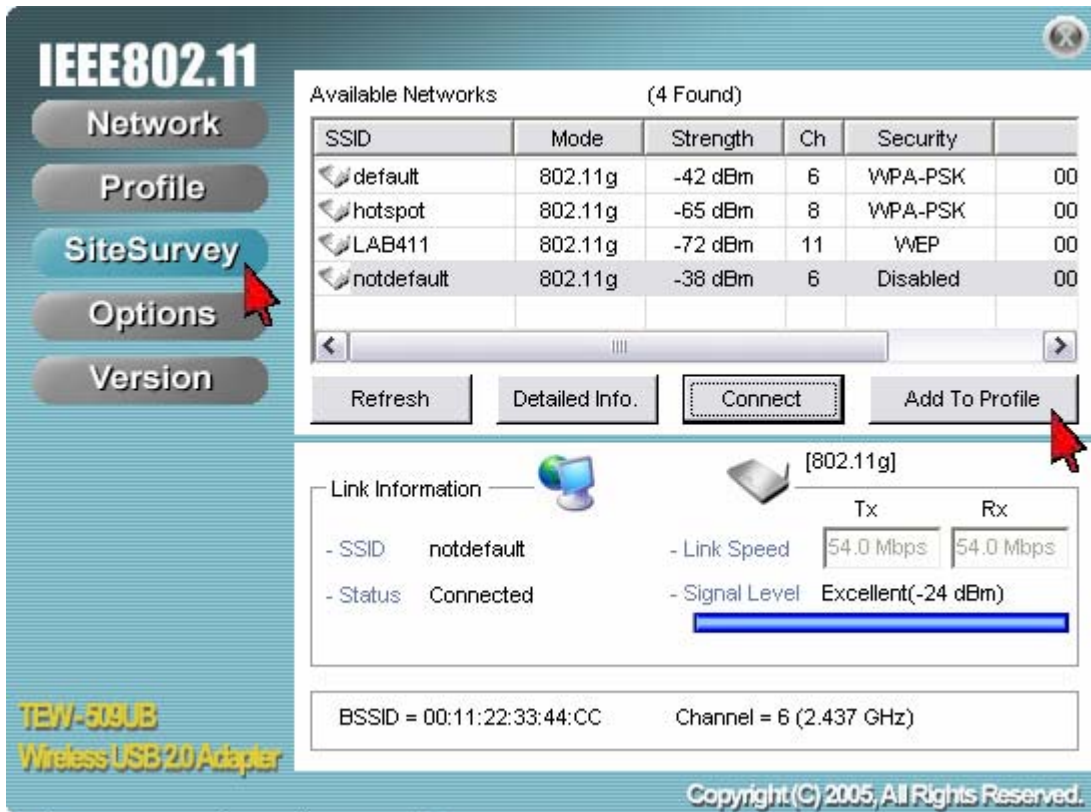 IEEE802.11
Network
Profile
SiteSurvey
Options
Version
TEW-509UB
Wireless USB 2.0 Adapter
Available Networks (4 Found)
SSID Mode Strength Ch Security
default 802.11g -42 dBm 6 WPA-PSK 00
hotspot 802.11g -65 dBm 8 WPA-PSK 00
LAB411 802.11g -72 dBm 11 WEP 00
notdefault 802.11g -38 dBm 6 Disabled 00
Refresh Detailed Info. Connect Add To Profile
Link Information [802.11g]
Tx Rx
- SSID notdefault - Link Speed 54.0 Mbps 54.0 Mbps
- Status Connected - Signal Level Excellent(-24 dBm)
BSSID = 00:11:22:33:44:CC Channel = 6 (2.437 GHz)
Copyright (C) 2005, All Rights Reserved.